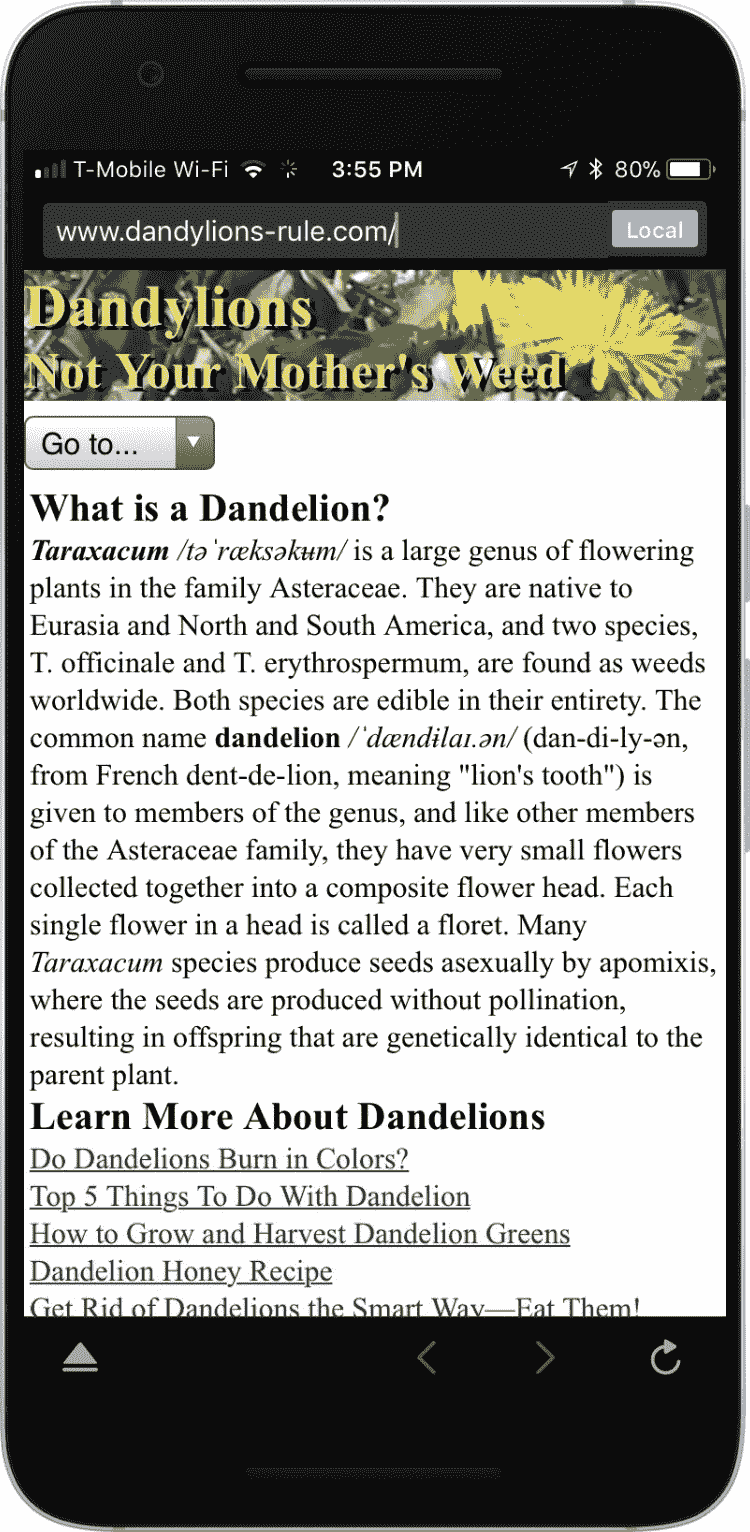 T-Mobile Wi-Fi 3:55 PM 80%
www.dandylions-rule.com/ Local
Dandylions
Not Your Mother's Weed
Go to...
What is a Dandelion?
Taraxacum /tə ˈræksəkʉm/ is a large genus of flowering
plants in the family Asteraceae. They are native to
Eurasia and North and South America, and two species,
T. officinale and T. erythrospermum, are found as weeds
worldwide. Both species are edible in their entirety. The
common name dandelion /ˈdændɨlaɪ.ən/ (dan-di-ly-ən,
from French dent-de-lion, meaning "lion's tooth") is
given to members of the genus, and like other members
of the Asteraceae family, they have very small flowers
collected together into a composite flower head. Each
single flower in a head is called a floret. Many
Taraxacum species produce seeds asexually by apomixis,
where the seeds are produced without pollination,
resulting in offspring that are genetically identical to the
parent plant.
Learn More About Dandelions
Do Dandelions Burn in Colors?
Top 5 Things To Do With Dandelion
How to Grow and Harvest Dandelion Greens
Dandelion Honey Recipe
Get Rid of Dandelions the Smart Way—Eat Them!